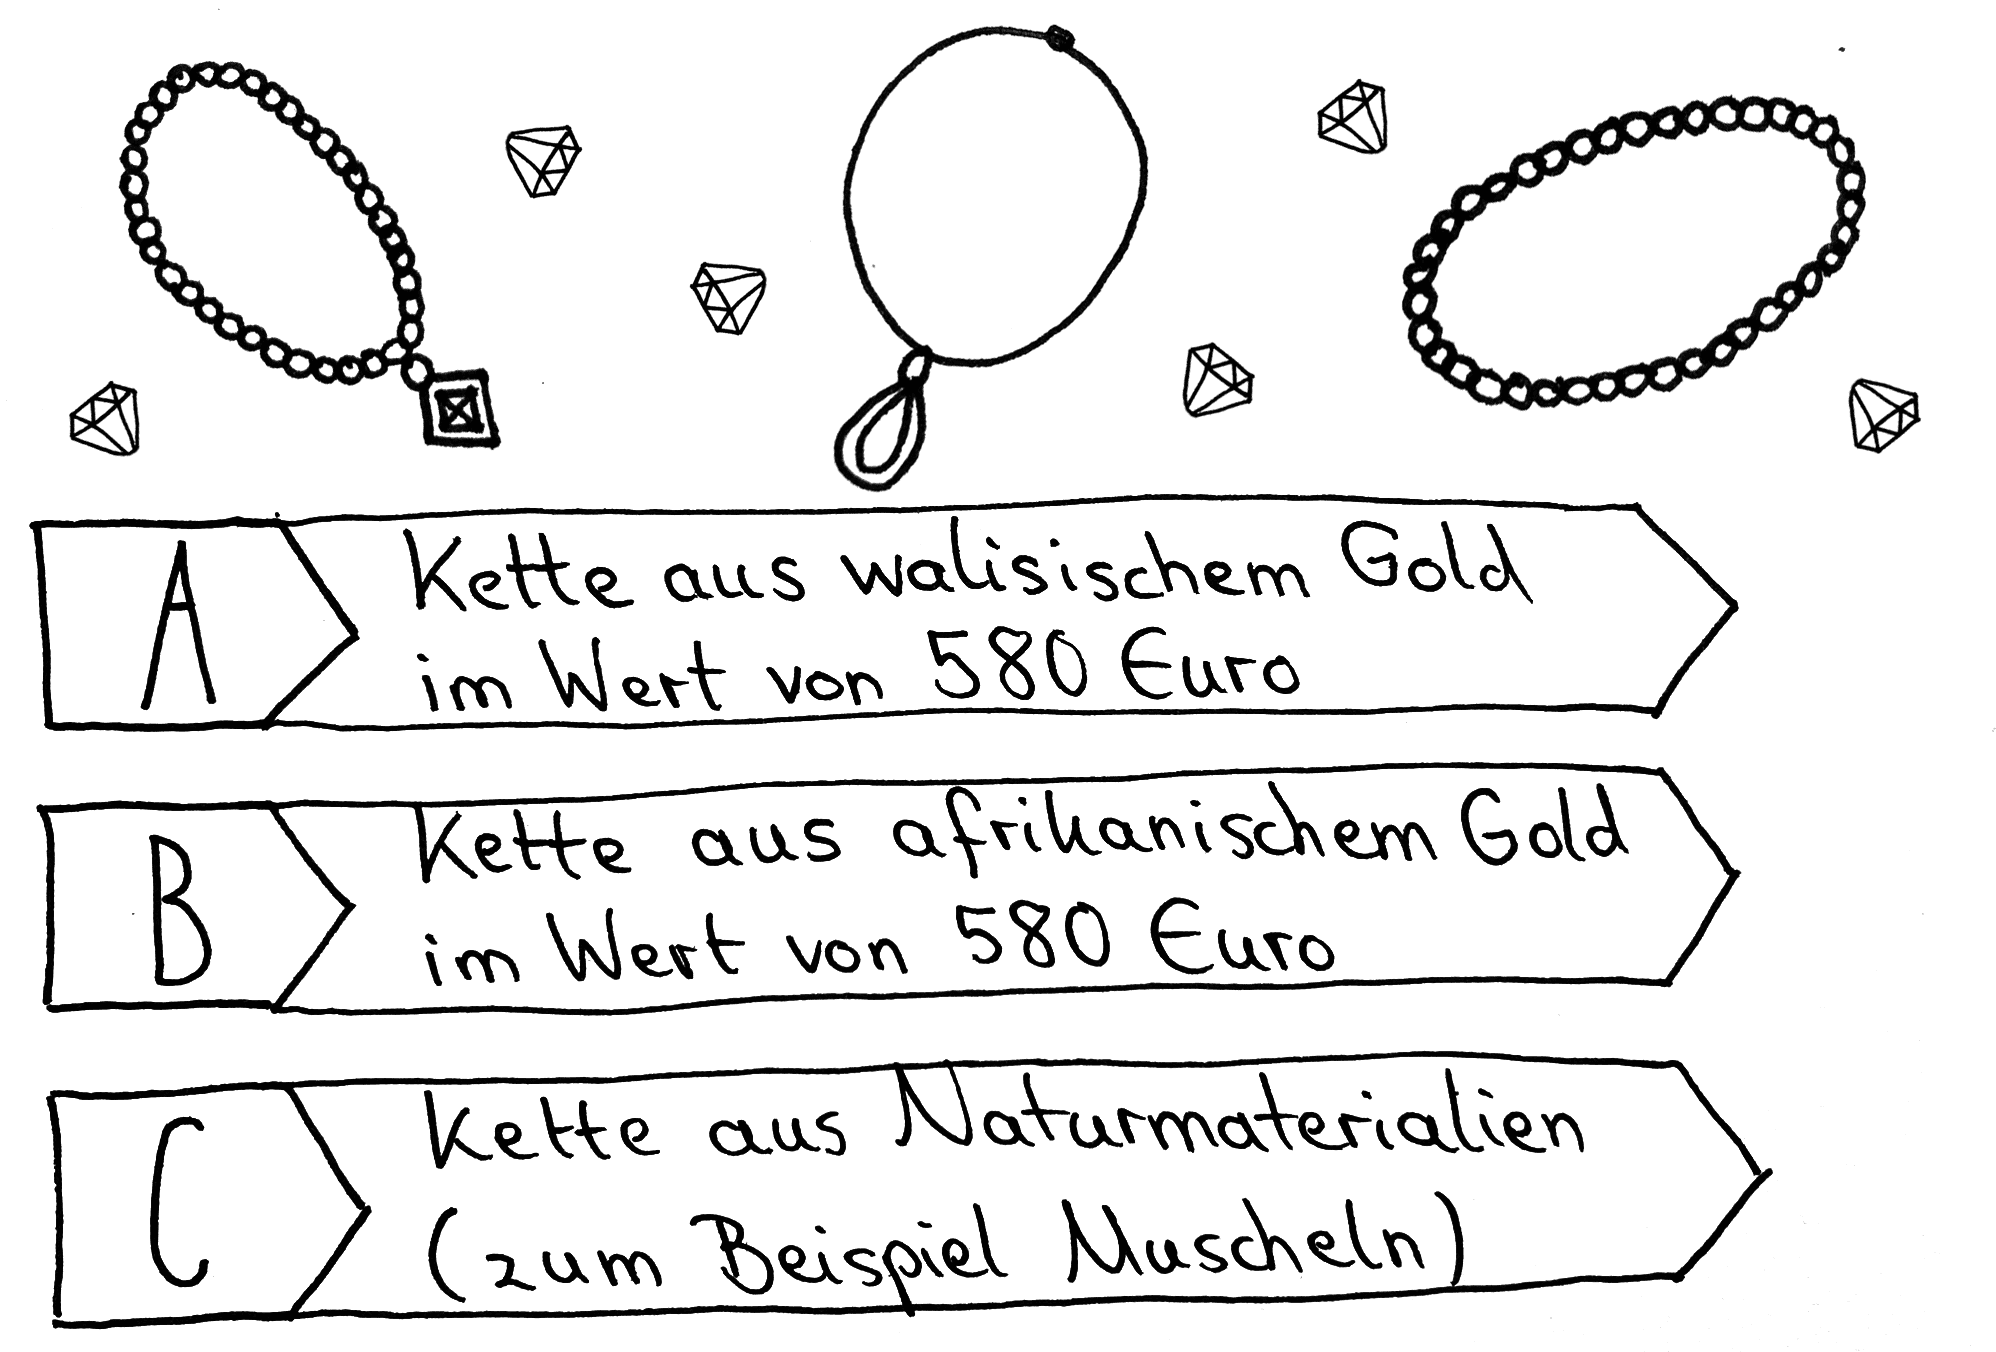 A
Kette aus walisischem Gold
im Wert von 580 Euro
B
Kette aus afrikanischem Gold
im Wert von 580 Euro
C
Kette aus Naturmaterialien
(zum Beispiel Muscheln)